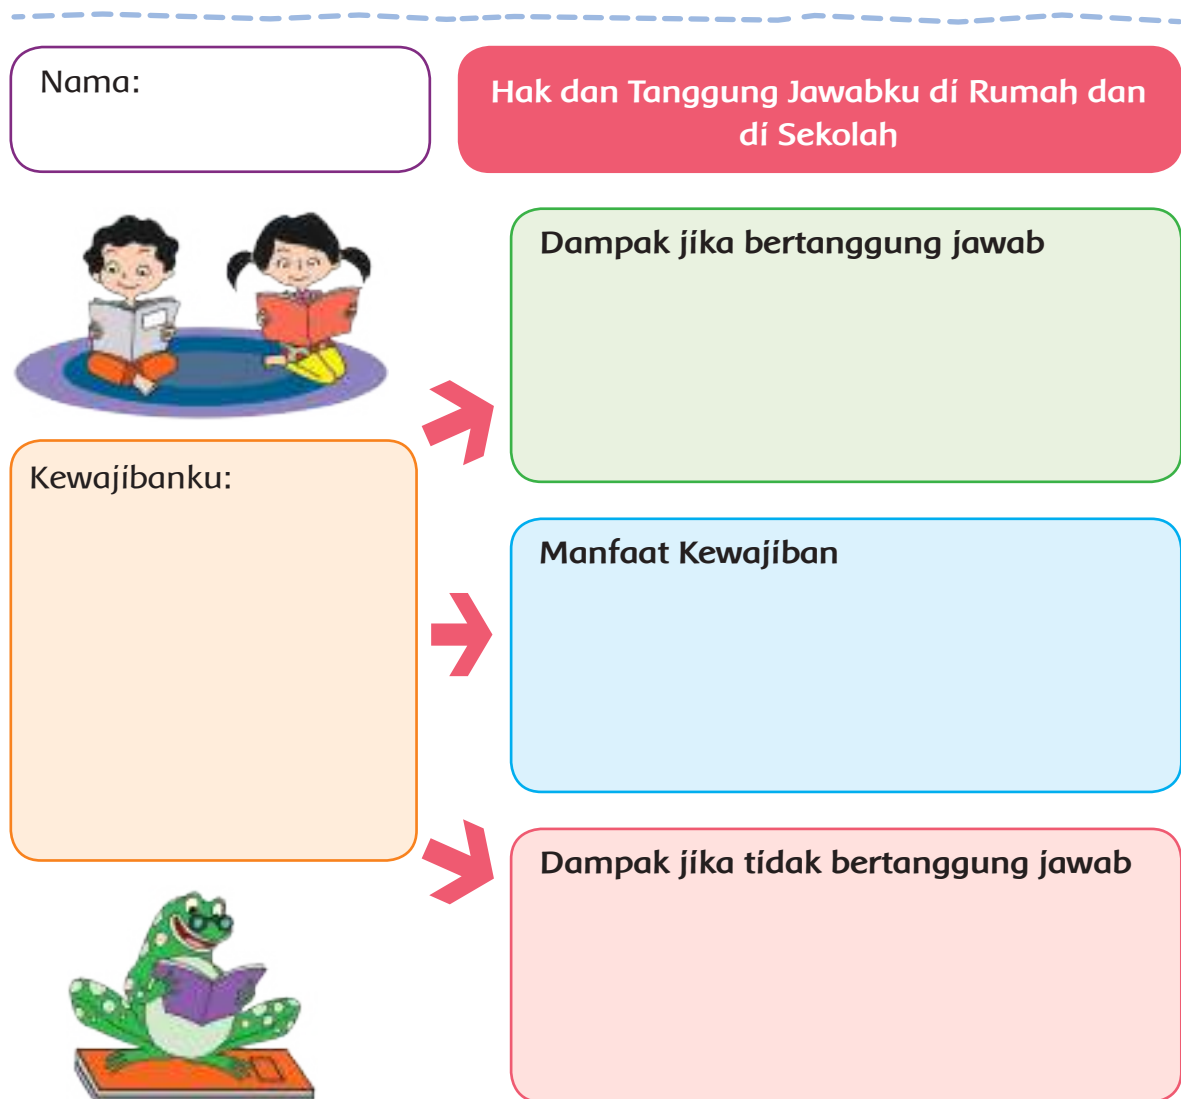 Nama:
Hak dan Tanggung Jawabku di Rumah dan
di Sekolah
Dampak jika bertanggung jawab
Kewajibanku:
Manfaat Kewajiban
Dampak jika tidak bertanggung jawab